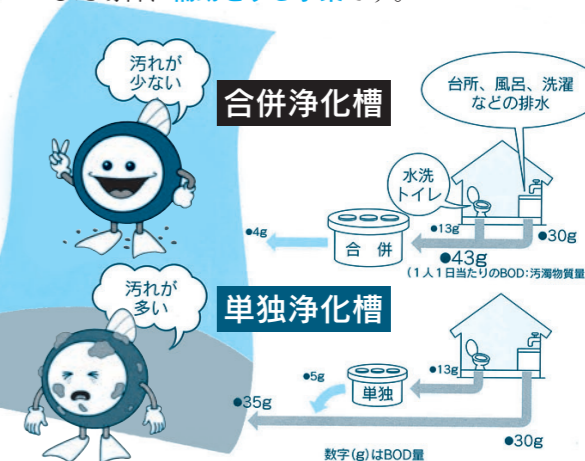 汚れが
少ない
合併浄化槽
台所、風呂、洗濯
などの排水
水洗
トイレ
●13g
●30g
●4g
合 併
●43g
(1人1日当たりのBOD:汚濁物質量
汚れが
多い
単独浄化槽
●5g
●13g
単独
●35g
●30g
数字(g)はBOD量